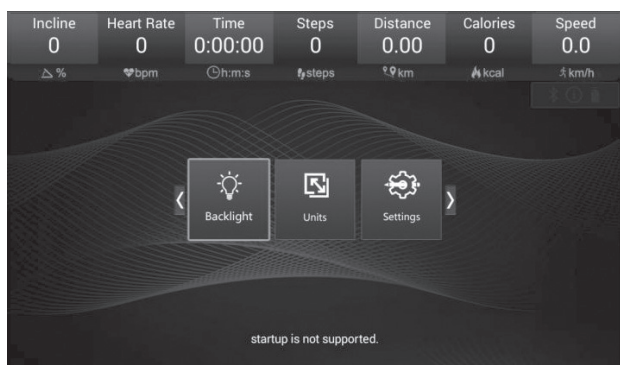 Incline Heart Rate Time Steps Distance Calories Speed
0 0 0:00:00 0 0.00 0 0.0
% bpm h:m:s steps km kcal km/h
Backlight Units Settings
startup is not supported.